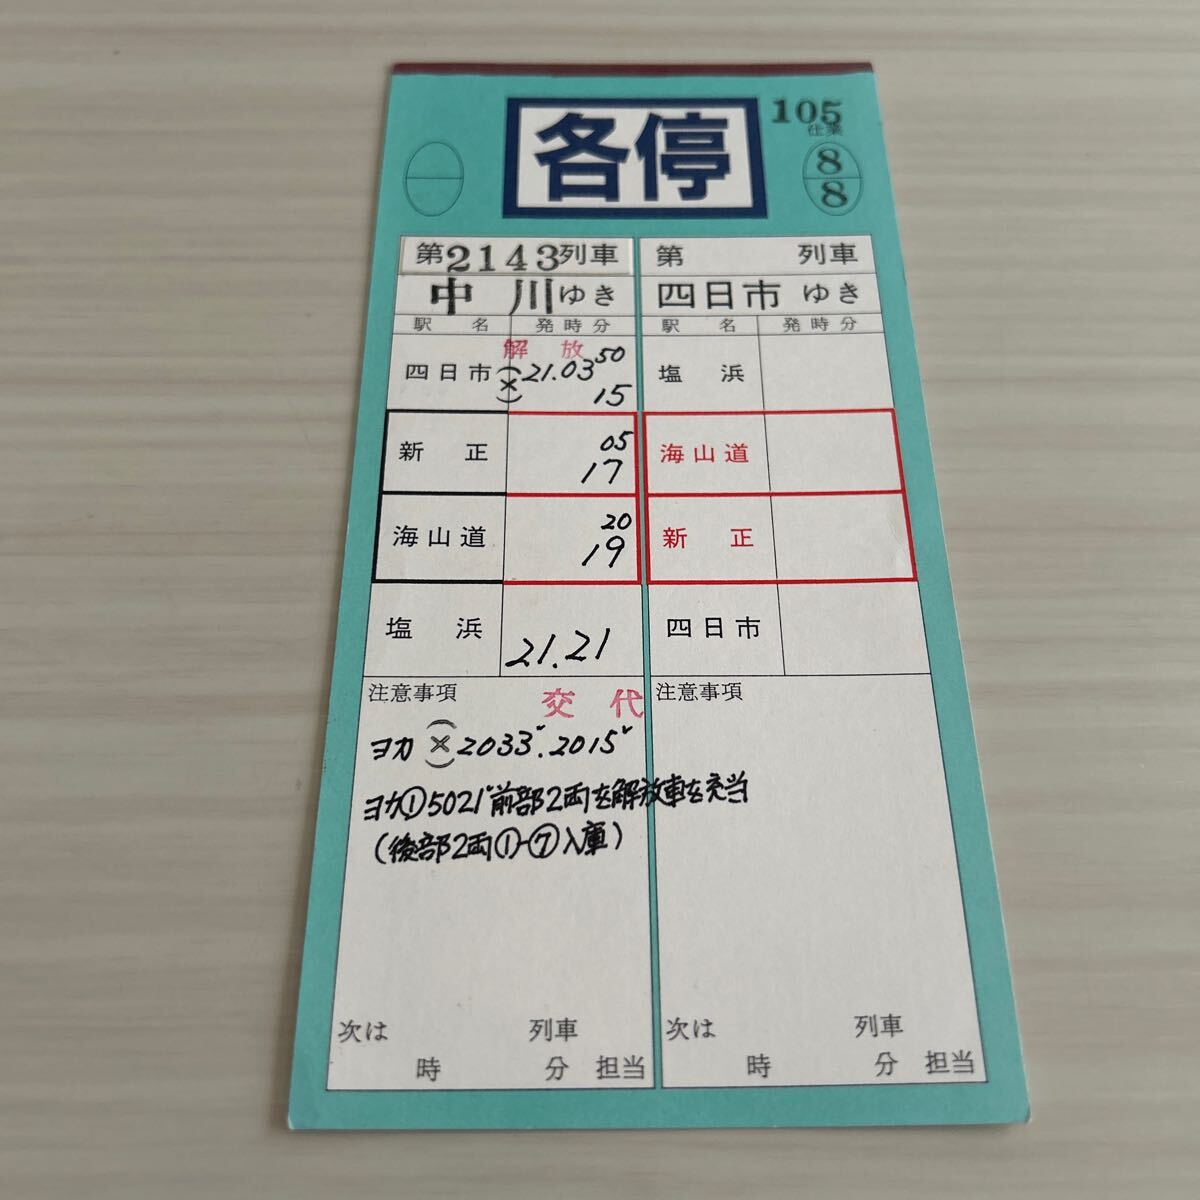 各停
105
仕業
8
8
第2143列車
中川ゆき
駅名 発時分
解放
四日市 (×) 21.03 50
15
新正 05
17
海山道 20
19
塩浜 21.21
注意事項 交代
ヨカ(×)2033.2015
ヨカ①5021 前部2両を解放車を充当
(後部2両①-⑦入庫)
次は 列車
時 分 担当
第 列車
四日市ゆき
駅名 発時分
塩浜
海山道
新正
四日市
注意事項
次は 列車
時 分 担当